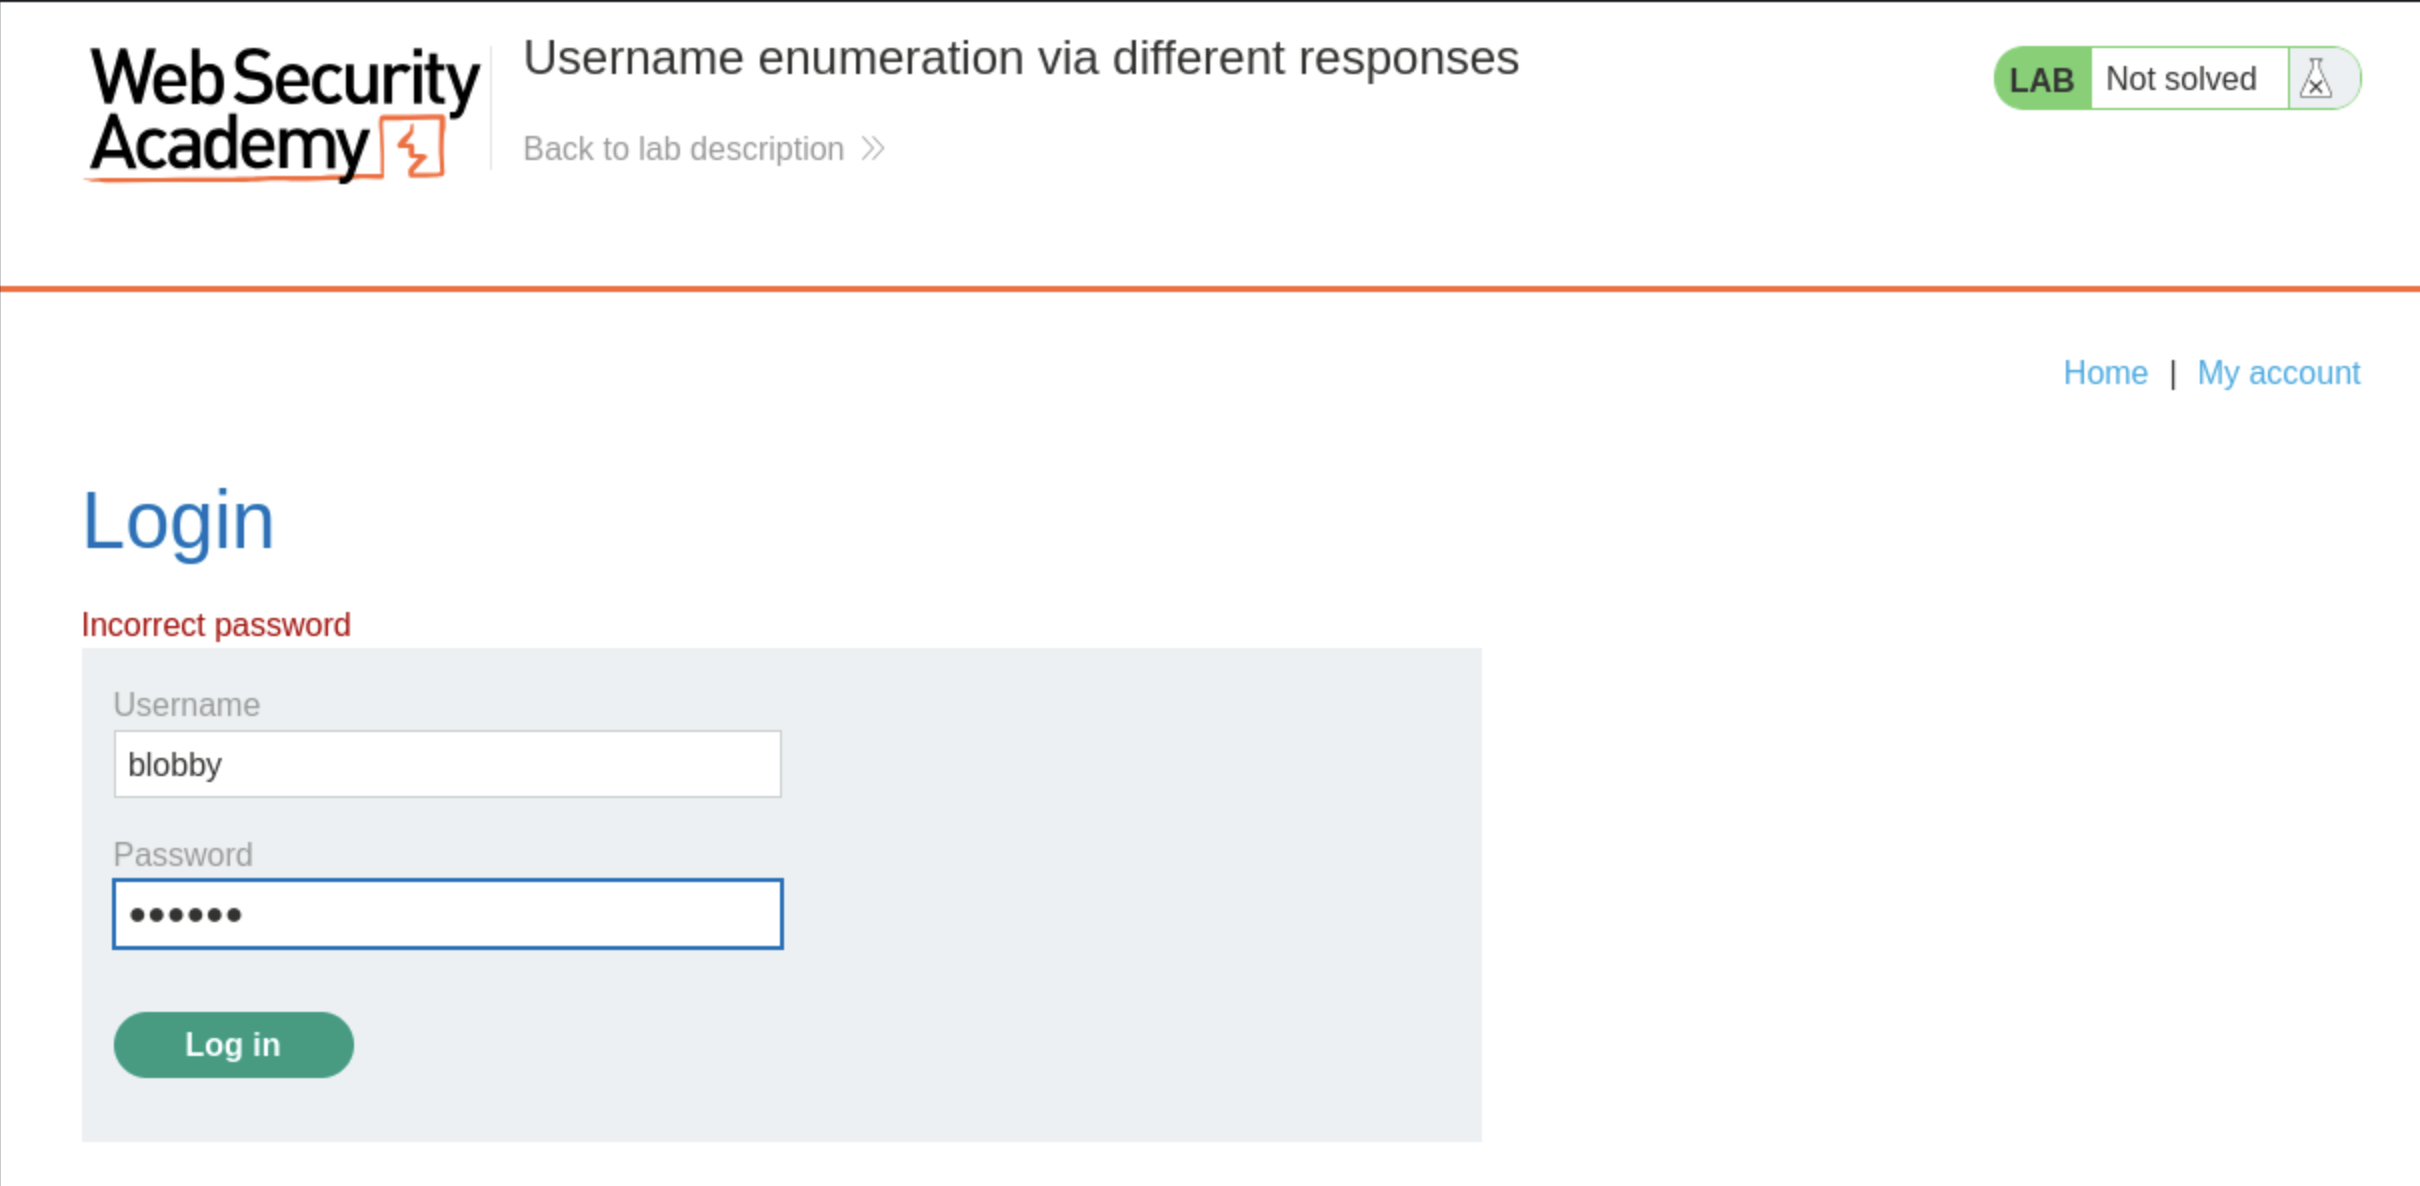 Web Security
Academy
Username enumeration via different responses
Back to lab description
LAB Not solved
Home | My account
Login
Incorrect password
Username
blobby
Password
••••••
Log in